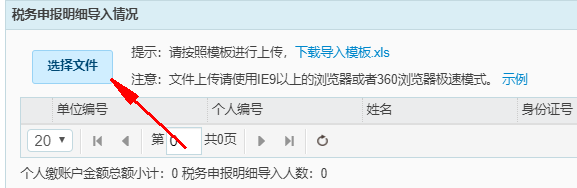 税务申报明细导入情况
选择文件
提示：请按照模板进行上传，下载导入模板.xls
注意：文件上传请使用IE9以上的浏览器或者360浏览器极速模式。 示例
单位编号 个人编号 姓名 身份证号
20 第 0 共0页
个人缴账户金额总额小计：0 税务申报明细导入人数：0